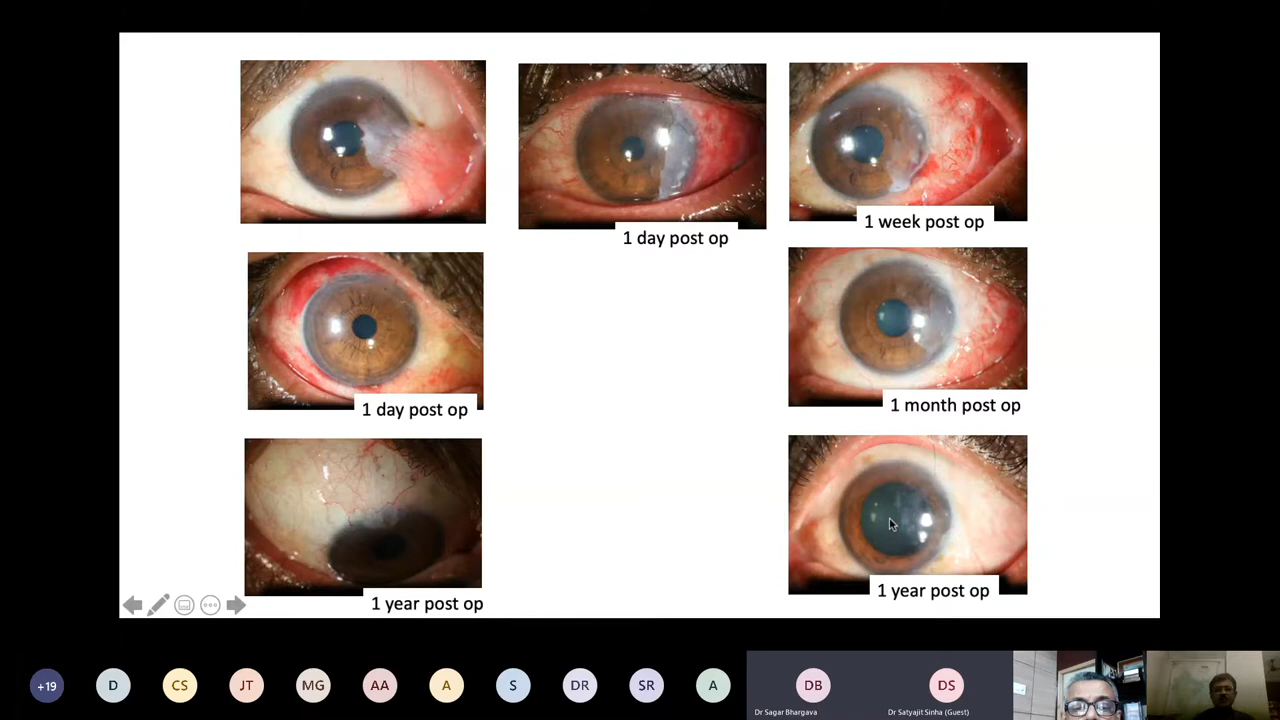 1 day post op
1 week post op
1 day post op
1 month post op
1 year post op
1 year post op
+19
D
CS
JT
MG
AA
A
S
DR
SR
A
DB
DS
Dr Sagar Bhargava
Dr Satyajit Sinha (Guest)